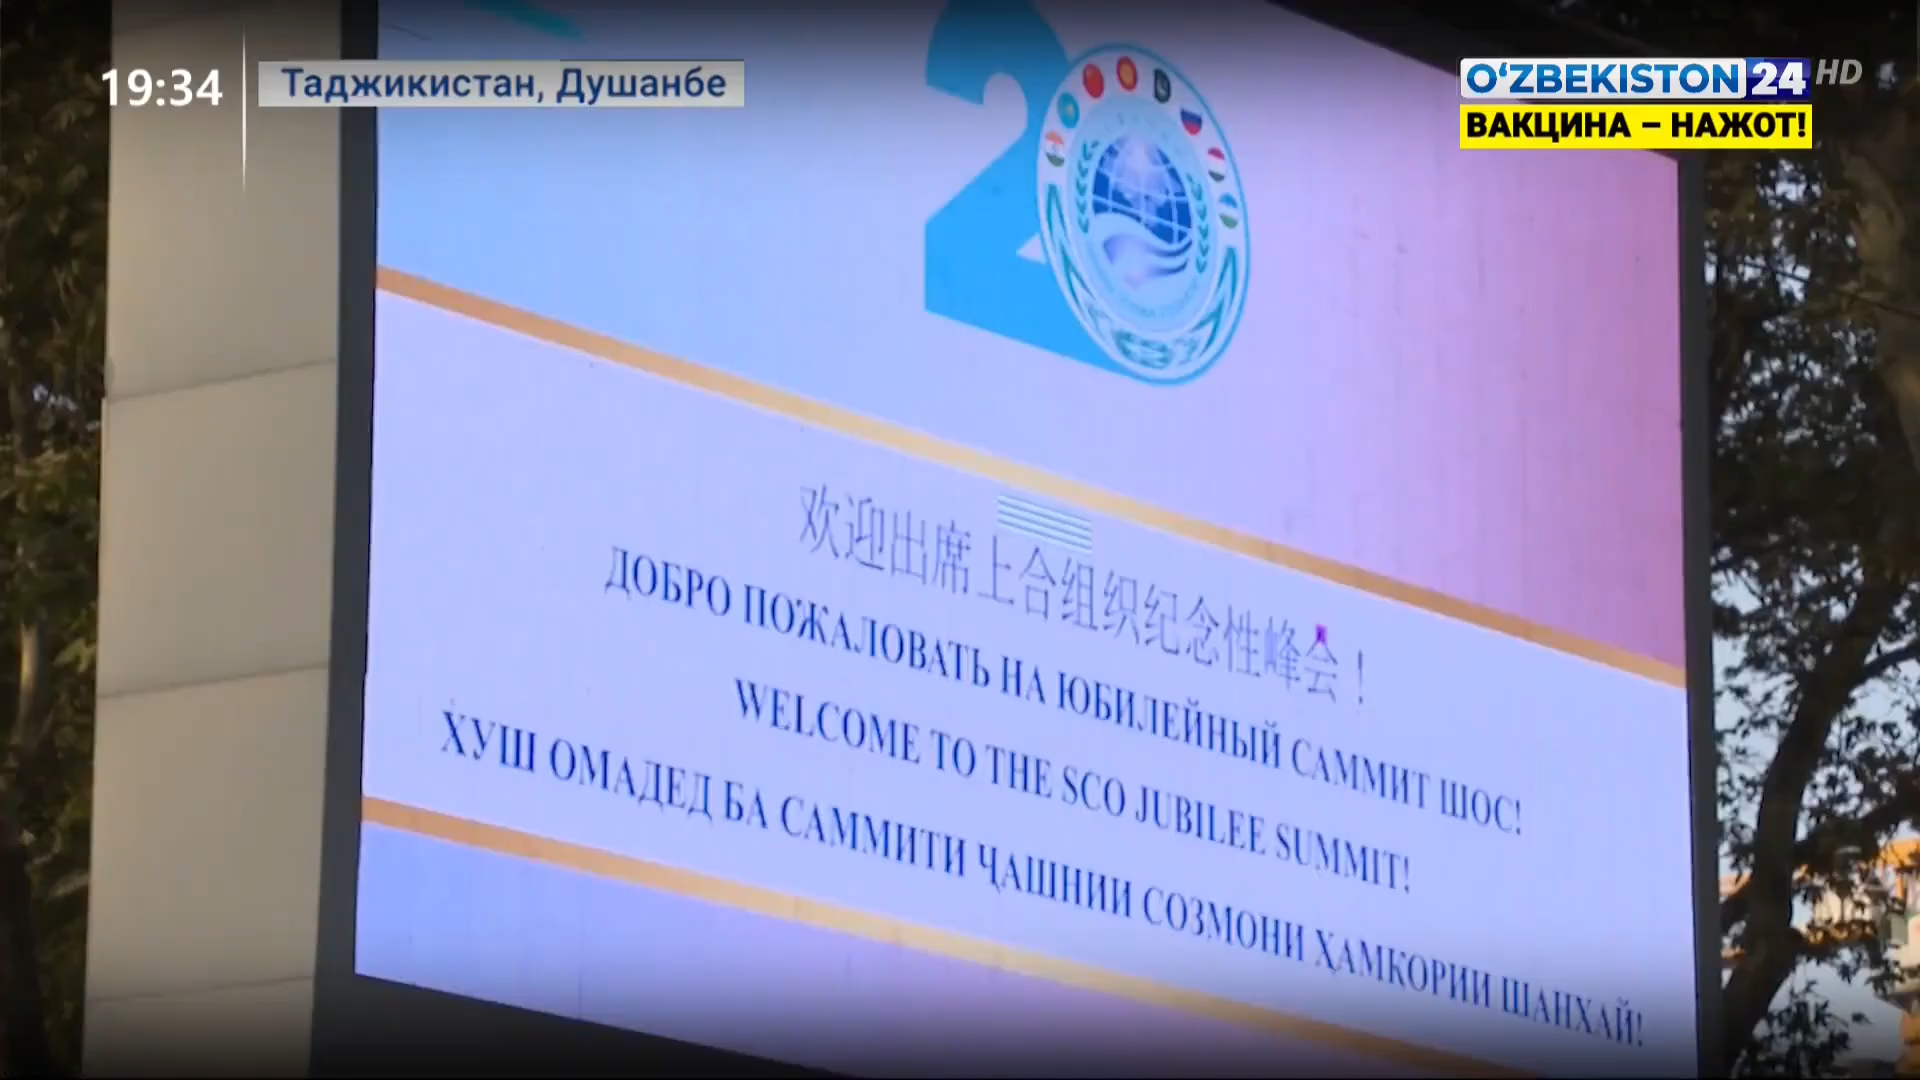 19:34
Таджикистан, Душанбе
O‘ZBEKISTON 24 HD
ВАКЦИНА – НАЖОТ!
20
欢迎出席上合组织纪念性峰会！
ДОБРО ПОЖАЛОВАТЬ НА ЮБИЛЕЙНЫЙ САММИТ ШОС!
WELCOME TO THE SCO JUBILEE SUMMIT!
ХУШ ОМАДЕД БА САММИТИ ҶАШНИИ СОЗМОНИ ҲАМКОРИИ ШАНХАЙ!